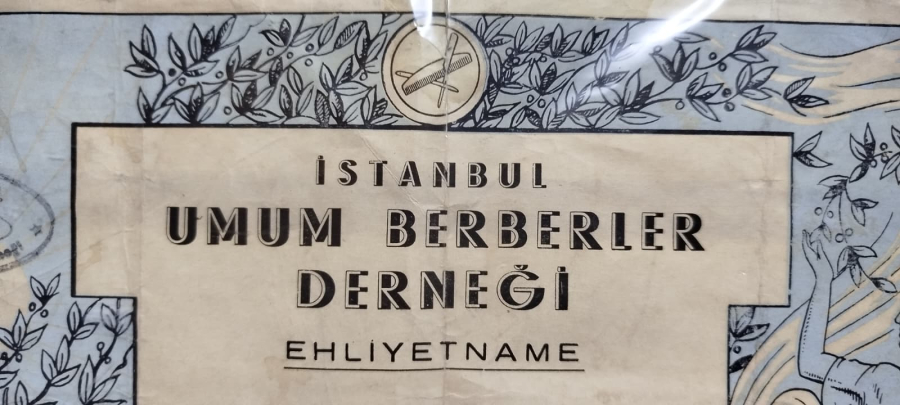 İSTANBUL
UMUM BERBERLER
DERNEĞİ
EHLİYETNAME